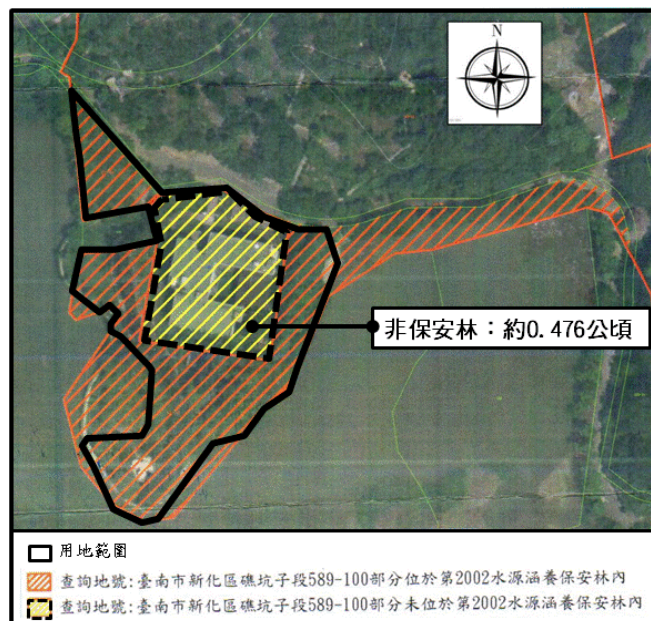 N
非保安林：約0.476公頃
用地範圍
查詢地號:臺南市新化區礁坑子段589-100部分位於第2002水源涵養保安林內
查詢地號:臺南市新化區礁坑子段589-100部分未位於第2002水源涵養保安林內